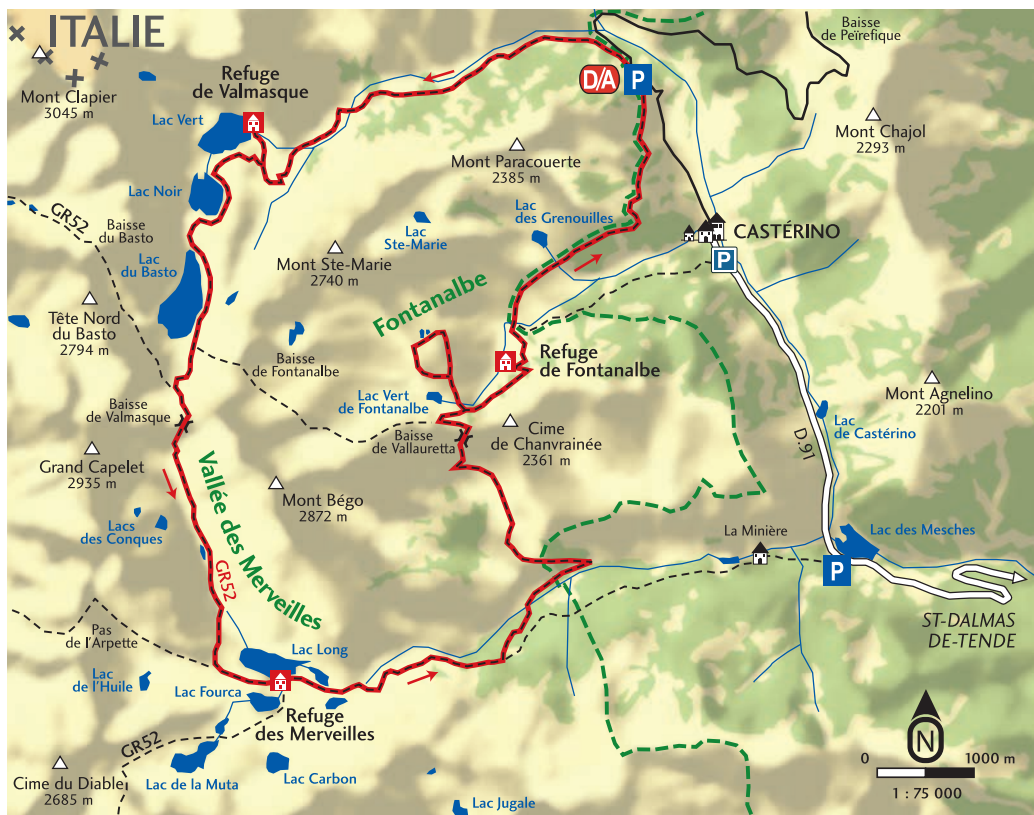 ITALIE
Mont Clapier
3045 m
Refuge
de Valmasque
Lac Vert
Lac Noir
D/A
P
Baisse
de Peïrefique
Mont Chajol
2293 m
Mont Paracouerte
2385 m
Lac
des Grenouilles
Lac
Ste-Marie
CASTÉRINO
P
GR52
Baisse
du Basto
Lac
du Basto
Mont Ste-Marie
2740 m
Tête Nord
du Basto
2794 m
Fontanalbe
Baisse
de Fontanalbe
Refuge
de Fontanalbe
Lac Vert
de Fontanalbe
Baisse
de Valmasque
Baisse
de Vallauretta
Cime
de Chanvrainée
2361 m
Mont Agnelino
2201 m
Lac
de Castérino
D.91
Grand Capelet
2935 m
Mont Bégo
2872 m
Lacs
des Conques
Vallée des Merveilles
GR52
La Minière
Lac des Mesches
P
ST-DALMAS
DE-TENDE
Pas
de l'Arpette
Lac
de l'Huile
Lac Long
Lac Fourca
Refuge
des Merveilles
GR52
Cime du Diable
2685 m
Lac de la Muta
Lac Carbon
Lac Jugale
N
0 1000 m
1 : 75 000